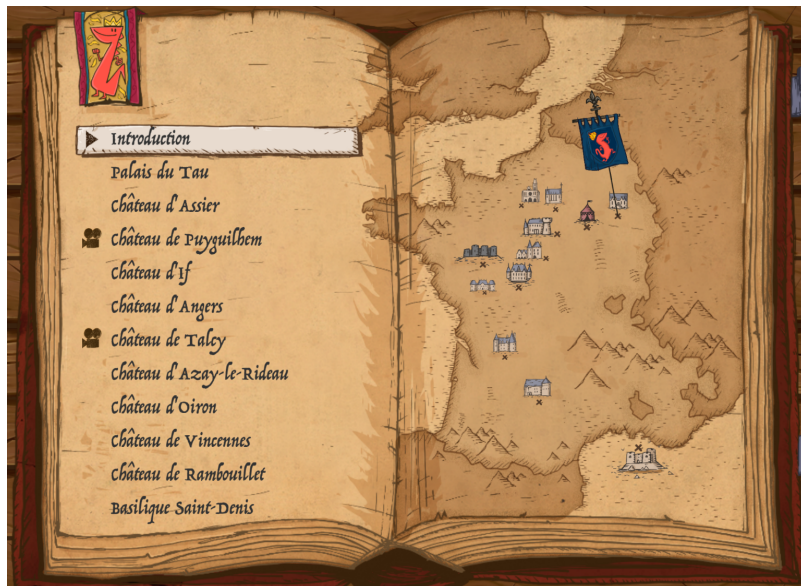 Introduction
Palais du Tau
Château d'Assier
Château de Puyguilhem
Château d'If
Château d'Angers
Château de Talcy
Château d'Azay-le-Rideau
Château d'Oiron
Château de Vincennes
Château de Rambouillet
Basilique Saint-Denis